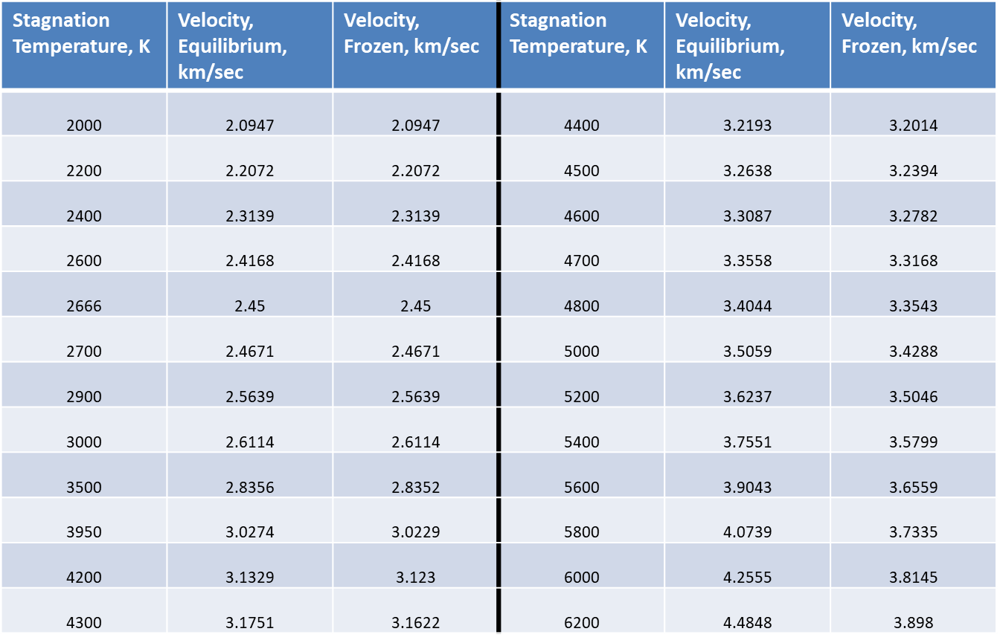 Stagnation Temperature, K Velocity, Equilibrium, km/sec Velocity, Frozen, km/sec Stagnation Temperature, K Velocity, Equilibrium, km/sec Velocity, Frozen, km/sec
2000 2.0947 2.0947 4400 3.2193 3.2014
2200 2.2072 2.2072 4500 3.2638 3.2394
2400 2.3139 2.3139 4600 3.3087 3.2782
2600 2.4168 2.4168 4700 3.3558 3.3168
2666 2.45 2.45 4800 3.4044 3.3543
2700 2.4671 2.4671 5000 3.5059 3.4288
2900 2.5639 2.5639 5200 3.6237 3.5046
3000 2.6114 2.6114 5400 3.7551 3.5799
3500 2.8356 2.8352 5600 3.9043 3.6559
3950 3.0274 3.0229 5800 4.0739 3.7335
4200 3.1329 3.123 6000 4.2555 3.8145
4300 3.1751 3.1622 6200 4.4848 3.898